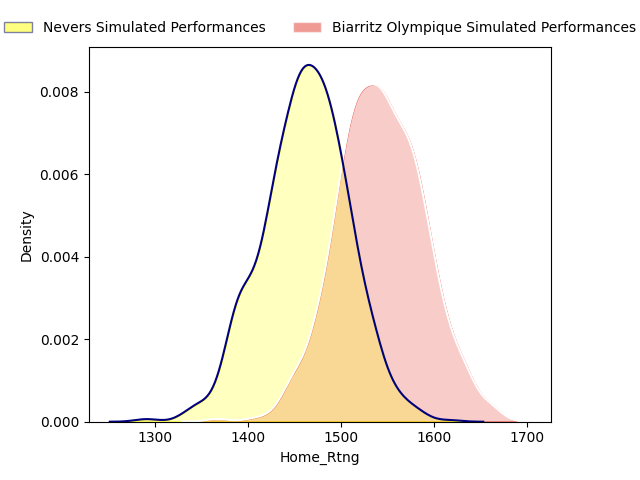 Nevers Simulated Performances Biarritz Olympique Simulated Performances
0.008
0.006
0.004
0.002
0.000
Density
1300 1400 1500 1600 1700
Home_Rtng